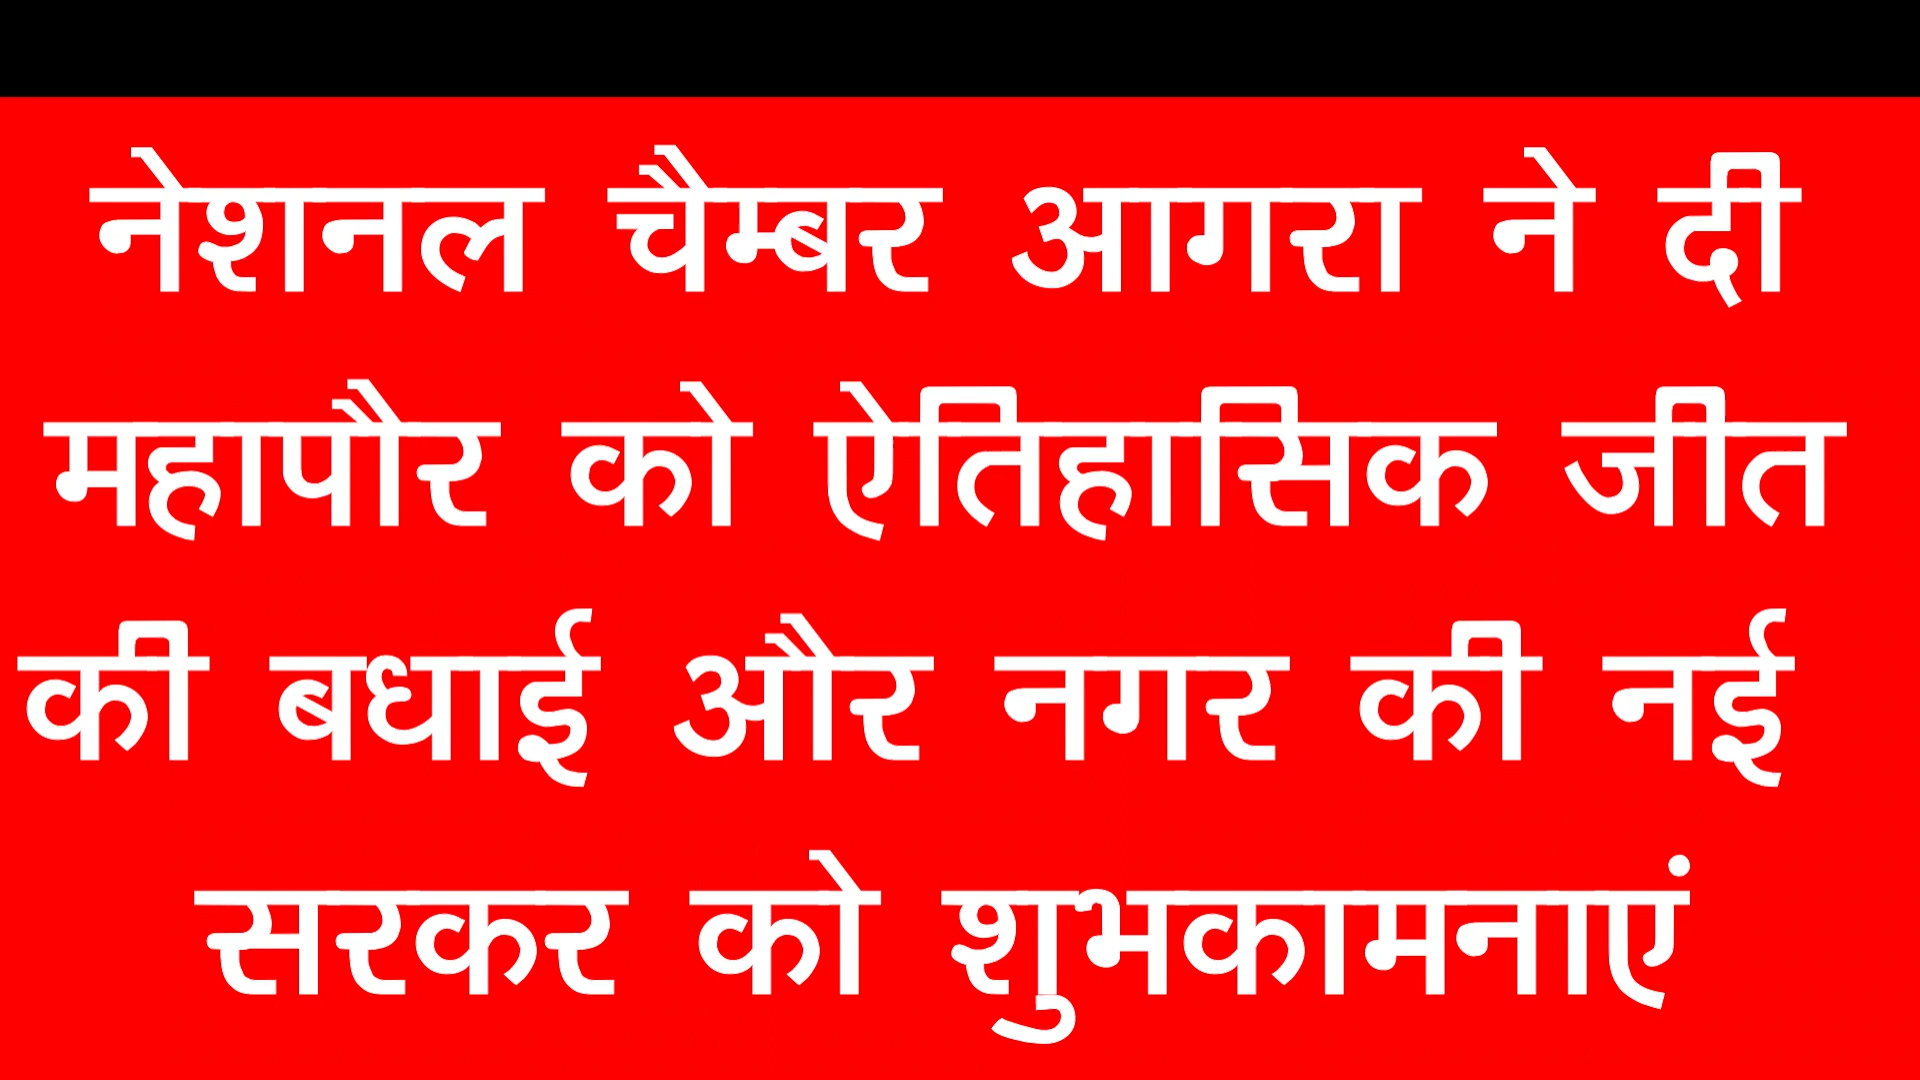 नेशनल चैम्बर आगरा ने दी
महापौर को ऐतिहासिक जीत
की बधाई और नगर की नई
सरकर को शुभकामनाएं